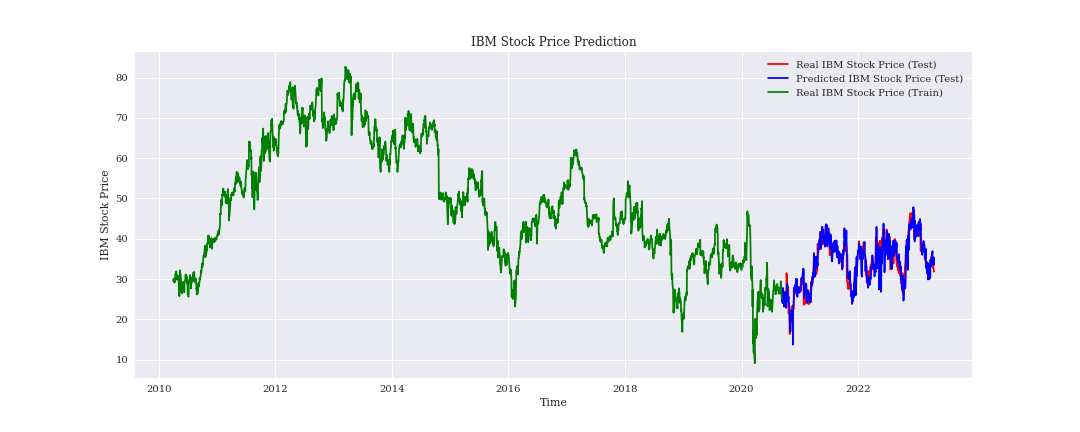 IBM Stock Price Prediction
Real IBM Stock Price (Test)
Predicted IBM Stock Price (Test)
Real IBM Stock Price (Train)
IBM Stock Price
80
70
60
50
40
30
20
10
2010 2012 2014 2016 2018 2020 2022
Time